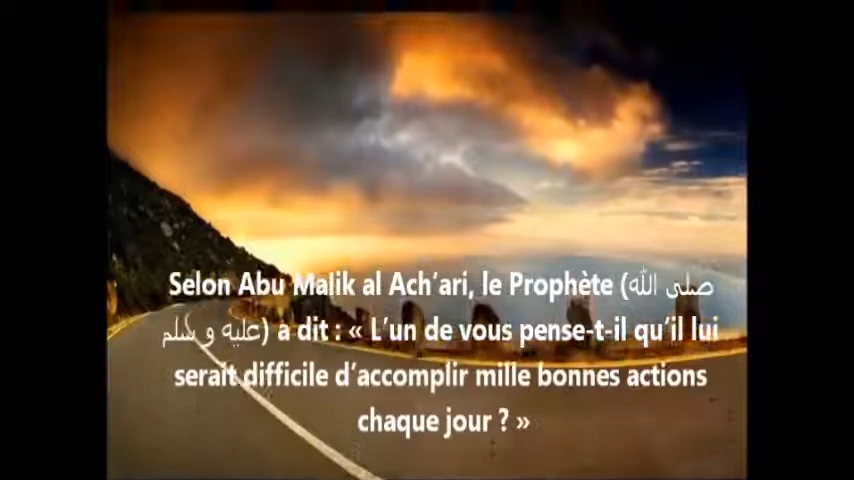 Selon Abu Malik al Ach’ari, le Prophète (صلى الله
عليه و سلم) a dit : « L’un de vous pense-t-il qu’il lui
serait difficile d’accomplir mille bonnes actions
chaque jour ? »